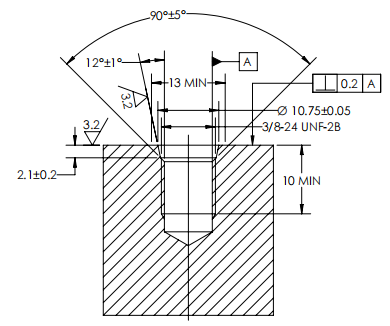 90°±5°
12°±1°
A
13 MIN
⊥ 0.2 A
3.2
Ø 10.75±0.05
3.2
3/8-24 UNF-2B
2.1±0.2
10 MIN